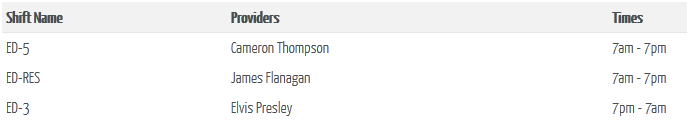 Shift Name Providers Times
ED-5 Cameron Thompson 7am - 7pm
ED-RES James Flanagan 7am - 7pm
ED-3 Elvis Presley 7pm - 7am